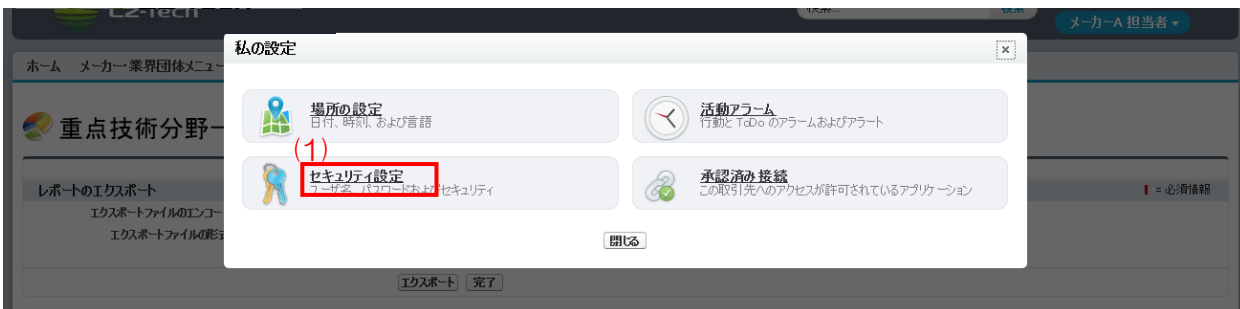 L2-Tech
メーカーA 担当者
私の設定
ホーム メーカー・業界団体メニュー
場所の設定
日付、時刻、および言語
活動アラーム
行動と ToDo のアラームおよびアラート
重点技術分野
(1)
セキュリティ設定
ユーザ名、パスワードおよびセキュリティ
承認済み接続
この取引先へのアクセスが許可されているアプリケーション
レポートのエクスポート
= 必須情報
エクスポートファイルのエンコー
エクスポートファイルの形式
閉じる
エクスポート 完了